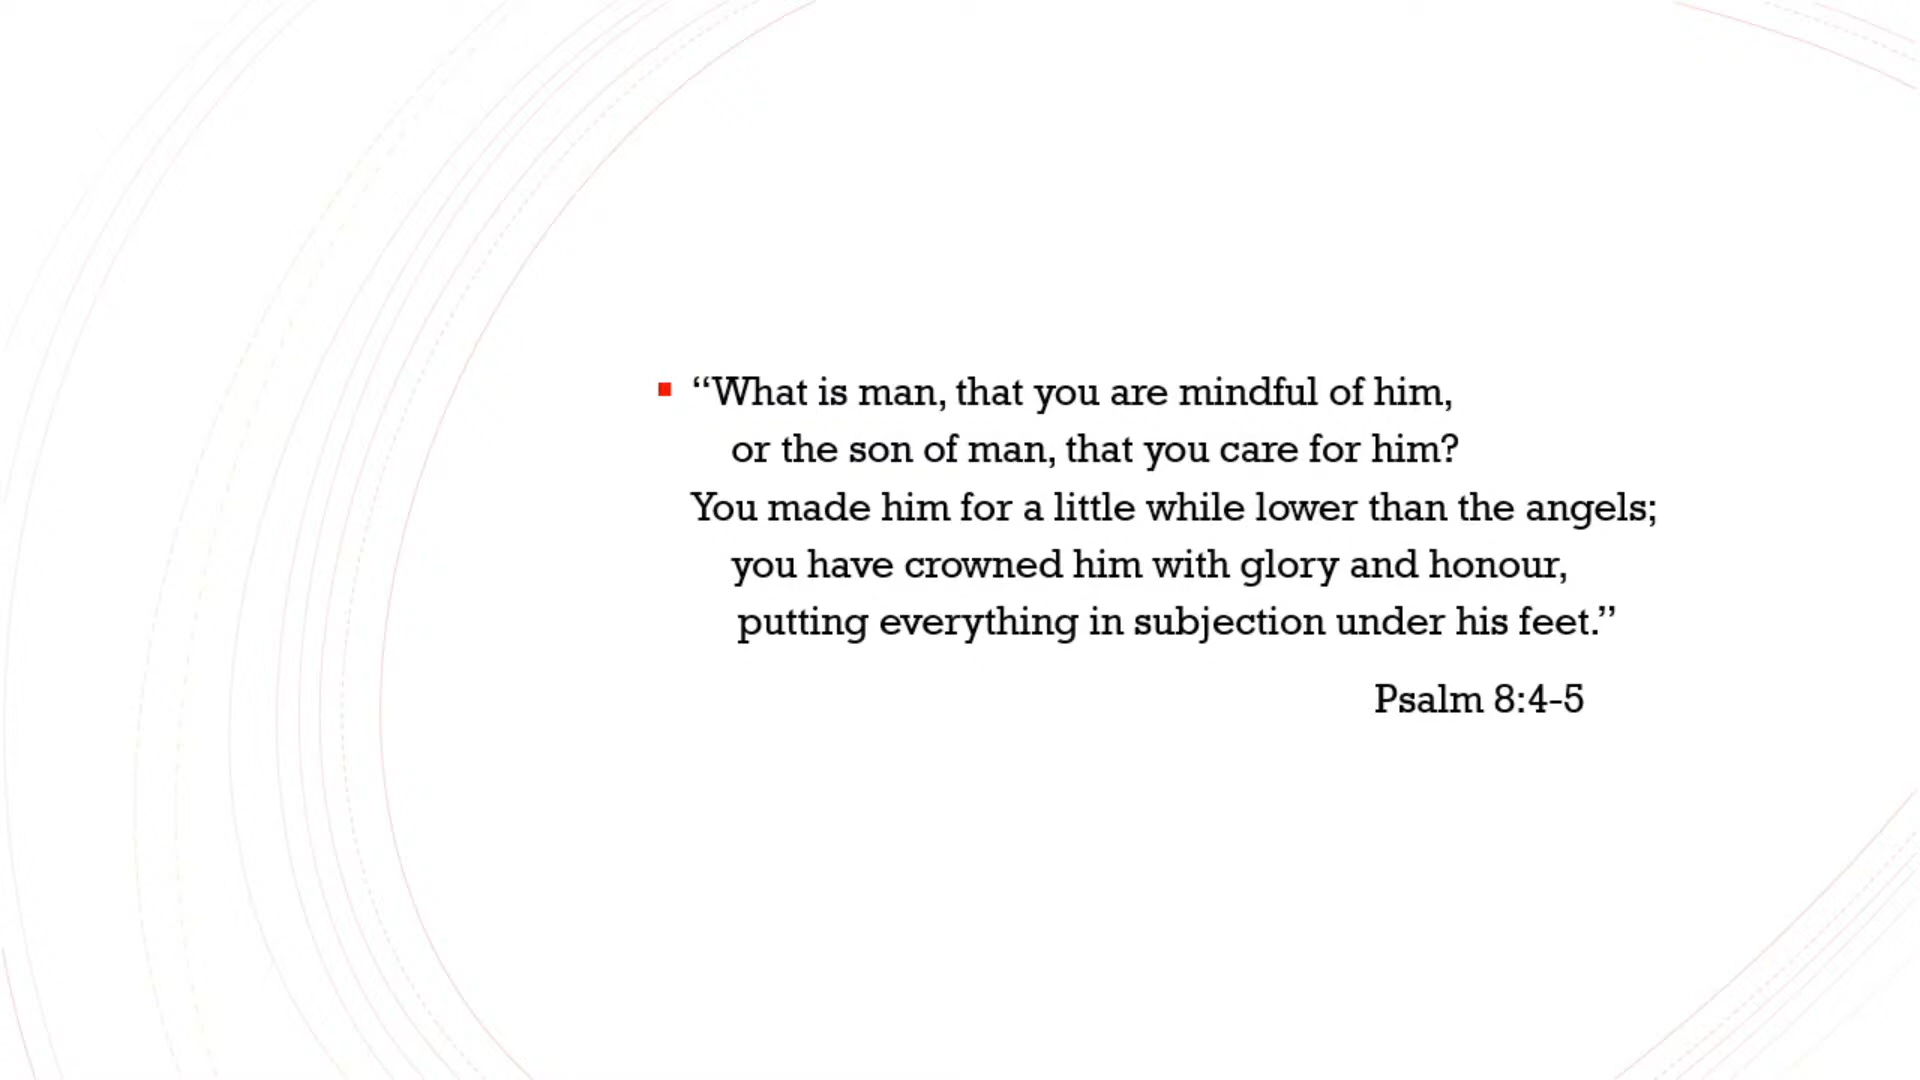 “What is man, that you are mindful of him,
or the son of man, that you care for him?
You made him for a little while lower than the angels;
you have crowned him with glory and honour,
putting everything in subjection under his feet.”
Psalm 8:4-5